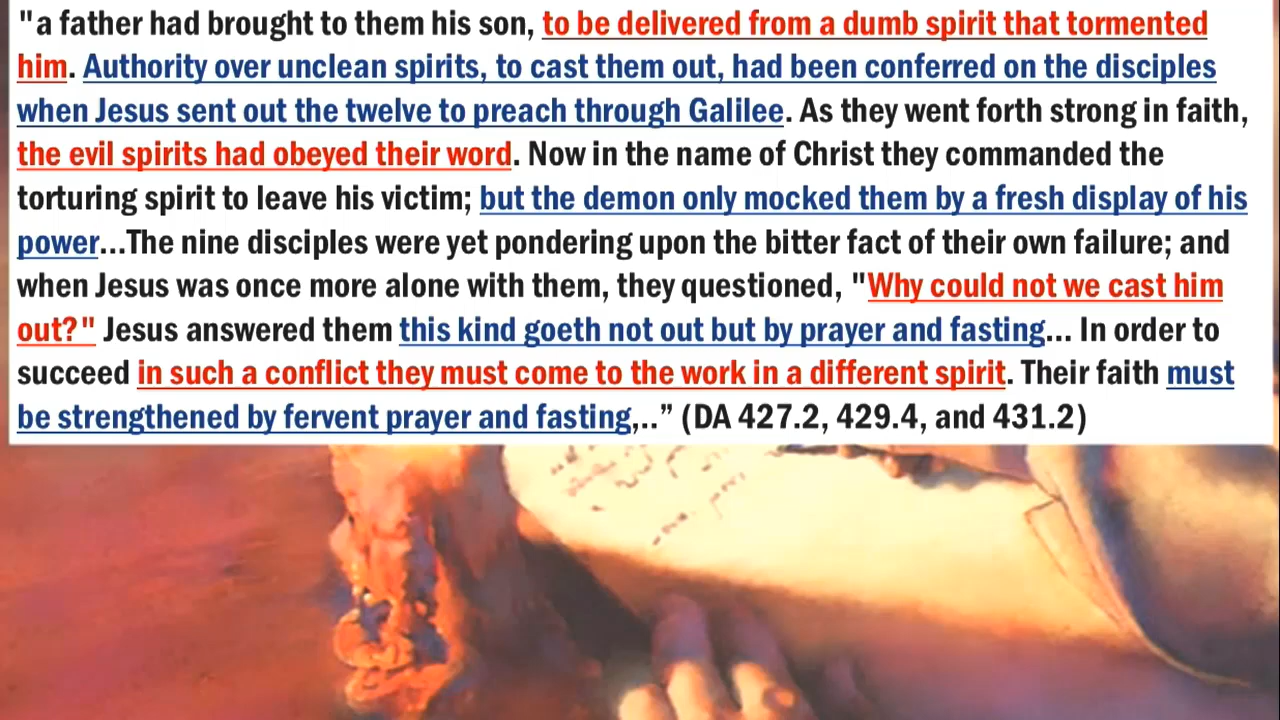 "a father had brought to them his son, to be delivered from a dumb spirit that tormented
him. Authority over unclean spirits, to cast them out, had been conferred on the disciples
when Jesus sent out the twelve to preach through Galilee. As they went forth strong in faith,
the evil spirits had obeyed their word. Now in the name of Christ they commanded the
torturing spirit to leave his victim; but the demon only mocked them by a fresh display of his
power...The nine disciples were yet pondering upon the bitter fact of their own failure; and
when Jesus was once more alone with them, they questioned, "Why could not we cast him
out?" Jesus answered them this kind goeth not out but by prayer and fasting... In order to
succeed in such a conflict they must come to the work in a different spirit. Their faith must
be strengthened by fervent prayer and fasting,..” (DA 427.2, 429.4, and 431.2)